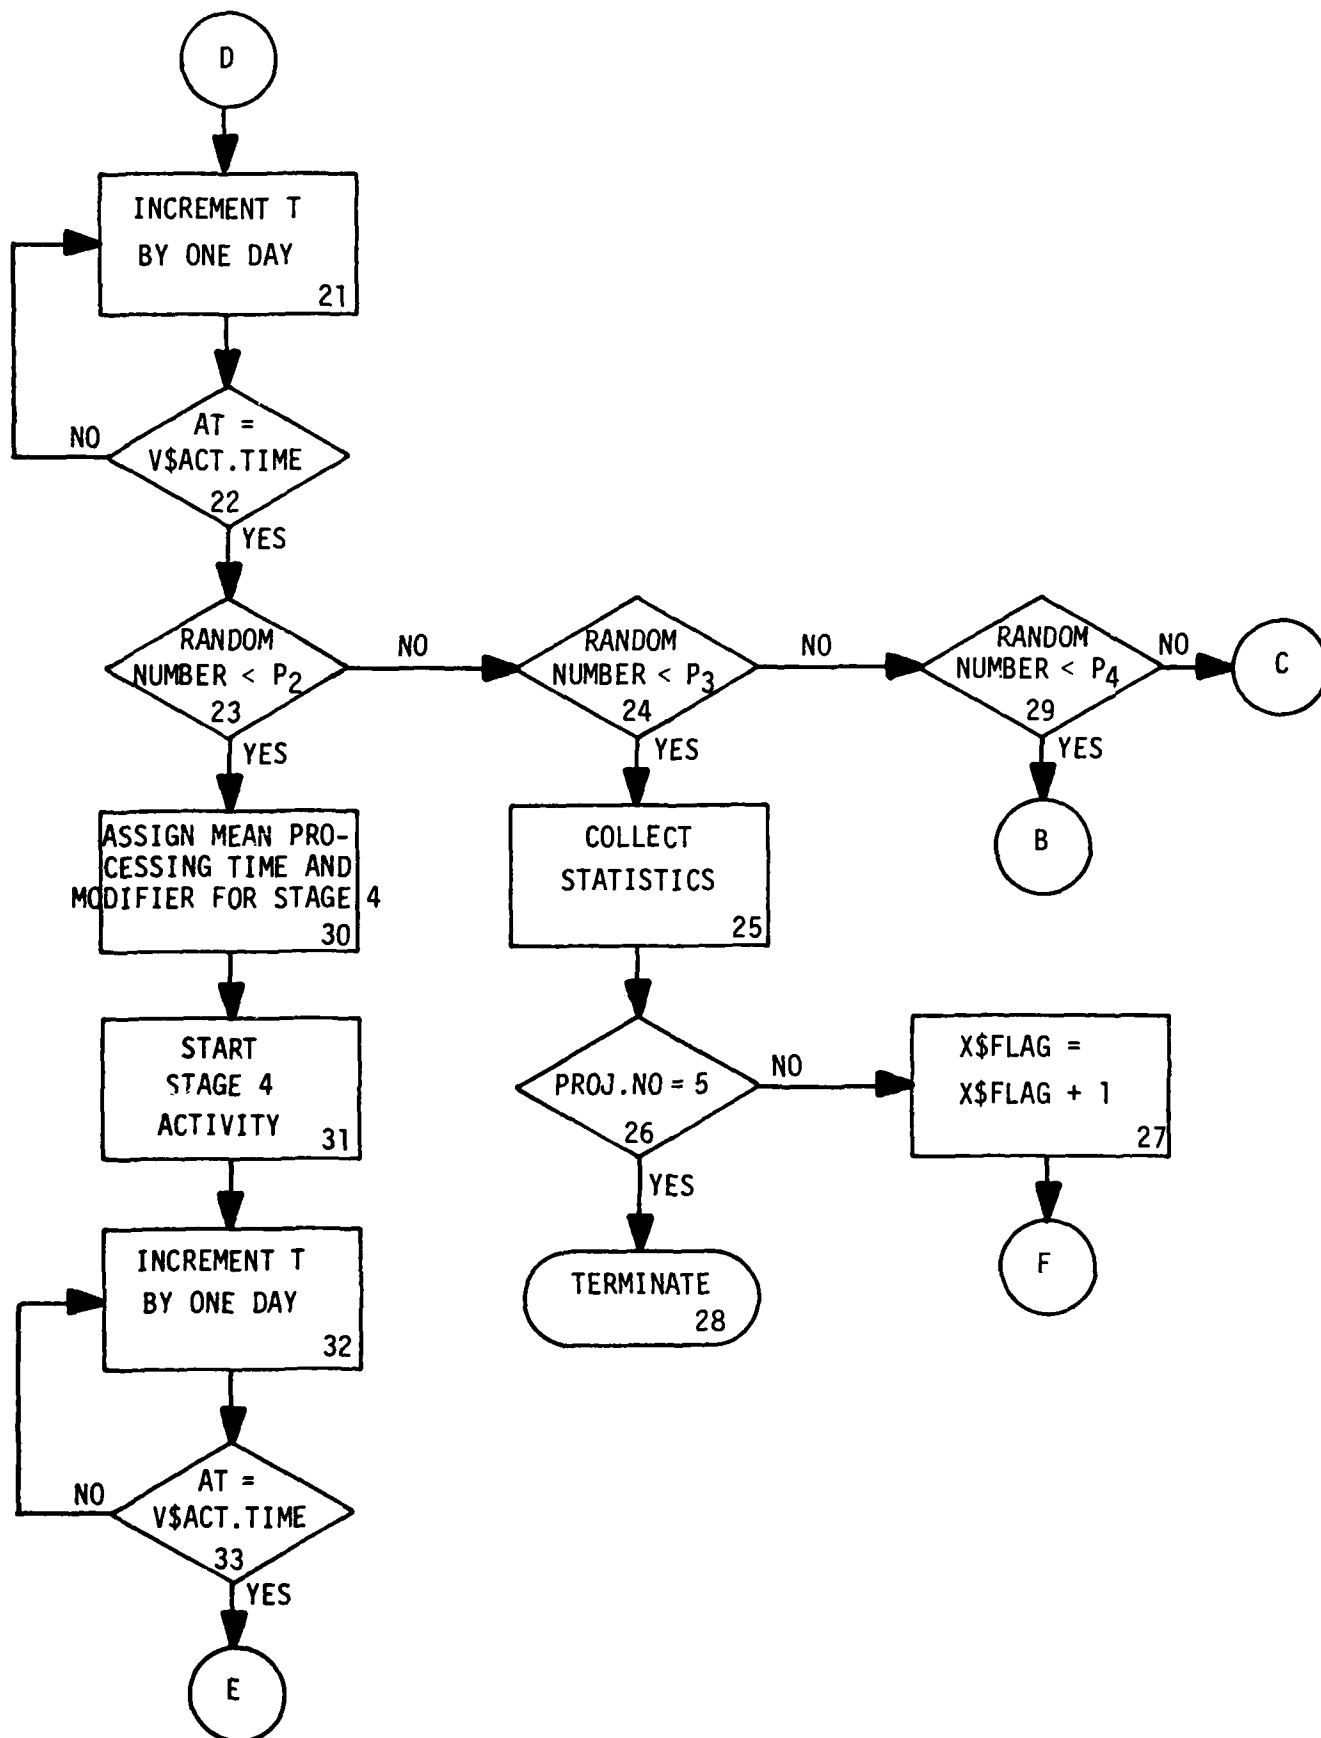 D
INCREMENT T
BY ONE DAY
21
AT =
V$ACT.TIME
22
NO
YES
RANDOM
NUMBER < P2
23
NO
YES
RANDOM
NUMBER < P3
24
NO
YES
RANDOM
NUMBER < P4
29
NO
YES
C
B
ASSIGN MEAN PRO-
CESSING TIME AND
MODIFIER FOR STAGE 4
30
COLLECT
STATISTICS
25
START
STAGE 4
ACTIVITY
31
PROJ.NO = 5
26
NO
YES
X$FLAG =
X$FLAG + 1
27
F
TERMINATE
28
INCREMENT T
BY ONE DAY
32
AT =
V$ACT.TIME
33
NO
YES
E